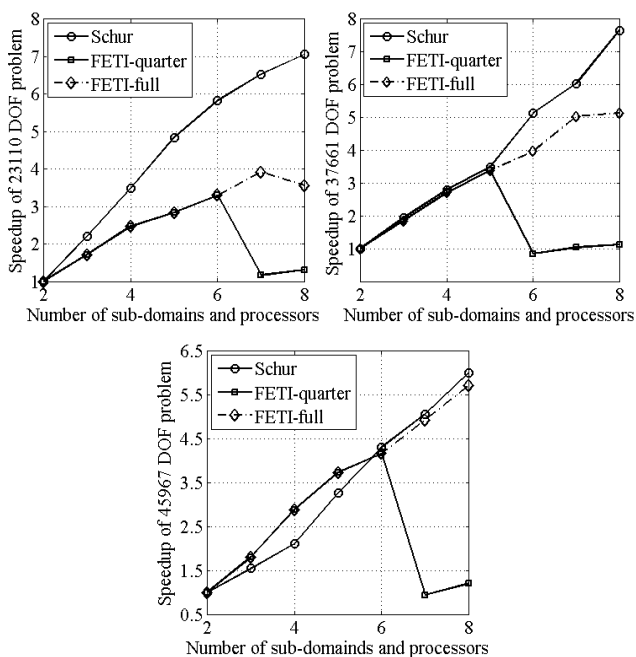 8
7
6
5
4
3
2
1
Speedup of 23110 DOF problem
Schur
FETI-quarter
FETI-full
2
4
6
8
Number of sub-domains and processors
8
7
6
5
4
3
2
1
Speedup of 37661 DOF problem
Schur
FETI-quarter
FETI-full
2
4
6
8
Number of sub-domains and processors
6.5
5.5
4.5
3.5
2.5
1.5
0.5
Speedup of 45967 DOF problem
Schur
FETI-quarter
FETI-full
2
4
6
8
Number of sub-domainds and processors